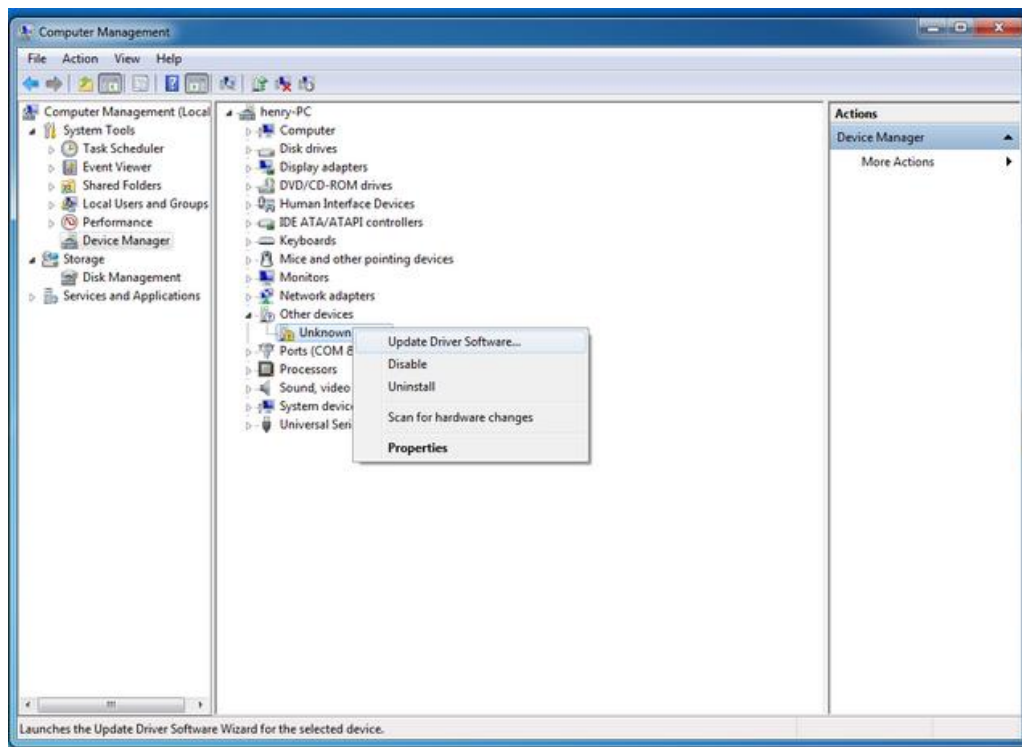 Computer Management
File Action View Help
Computer Management (Local
System Tools
Task Scheduler
Event Viewer
Shared Folders
Local Users and Groups
Performance
Device Manager
Storage
Disk Management
Services and Applications
henry-PC
Computer
Disk drives
Display adapters
DVD/CD-ROM drives
Human Interface Devices
IDE ATA/ATAPI controllers
Keyboards
Mice and other pointing devices
Monitors
Network adapters
Other devices
Unknown
Ports (COM &
Processors
Sound, video
System device
Universal Seri
Update Driver Software...
Disable
Uninstall
Scan for hardware changes
Properties
Actions
Device Manager
More Actions
Launches the Update Driver Software Wizard for the selected device.